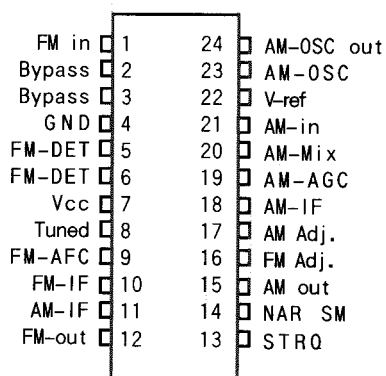 FM in 1 24 AM-OSC out
Bypass 2 23 AM-OSC
Bypass 3 22 V-ref
GND 4 21 AM-in
FM-DET 5 20 AM-Mix
FM-DET 6 19 AM-AGC
Vcc 7 18 AM-IF
Tuned 8 17 AM Adj.
FM-AFC 9 16 FM Adj.
FM-IF 10 15 AM out
AM-IF 11 14 NAR SM
FM-out 12 13 STRQ